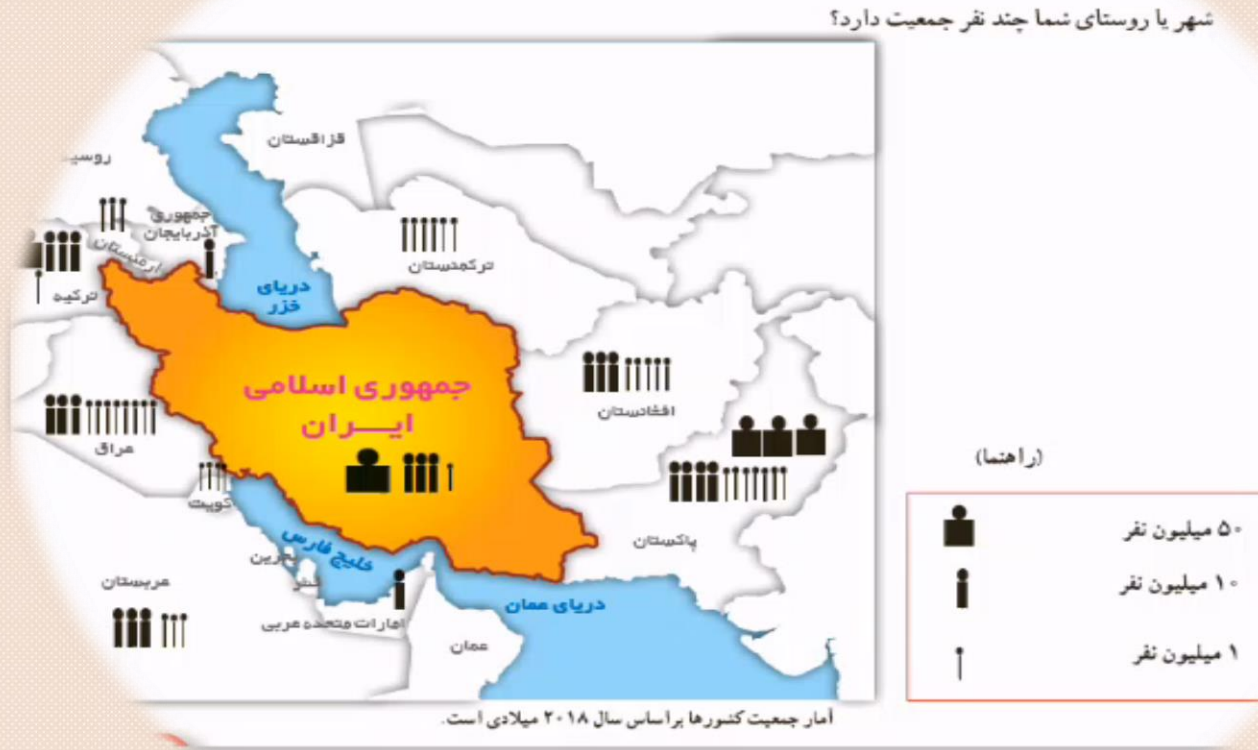 شهر یا روستای شما چند نفر جمعیت دارد؟
قزاقستان
جمهوری
آذربایجان
ارمنستان
ترکمنستان
ترکیه
دریای
خزر
جمهوری اسلامی
ایـــران
افغانستان
عراق
کویت
پاکستان
خلیج فارس
بحرین
قطر
عربستان
دریای عمان
امارات متحده عربی
عمان
(راهنما)
۵۰ میلیون نفر
۱۰ میلیون نفر
۱ میلیون نفر
آمار جمعیت کشورها براساس سال ۲۰۱۸ میلادی است.